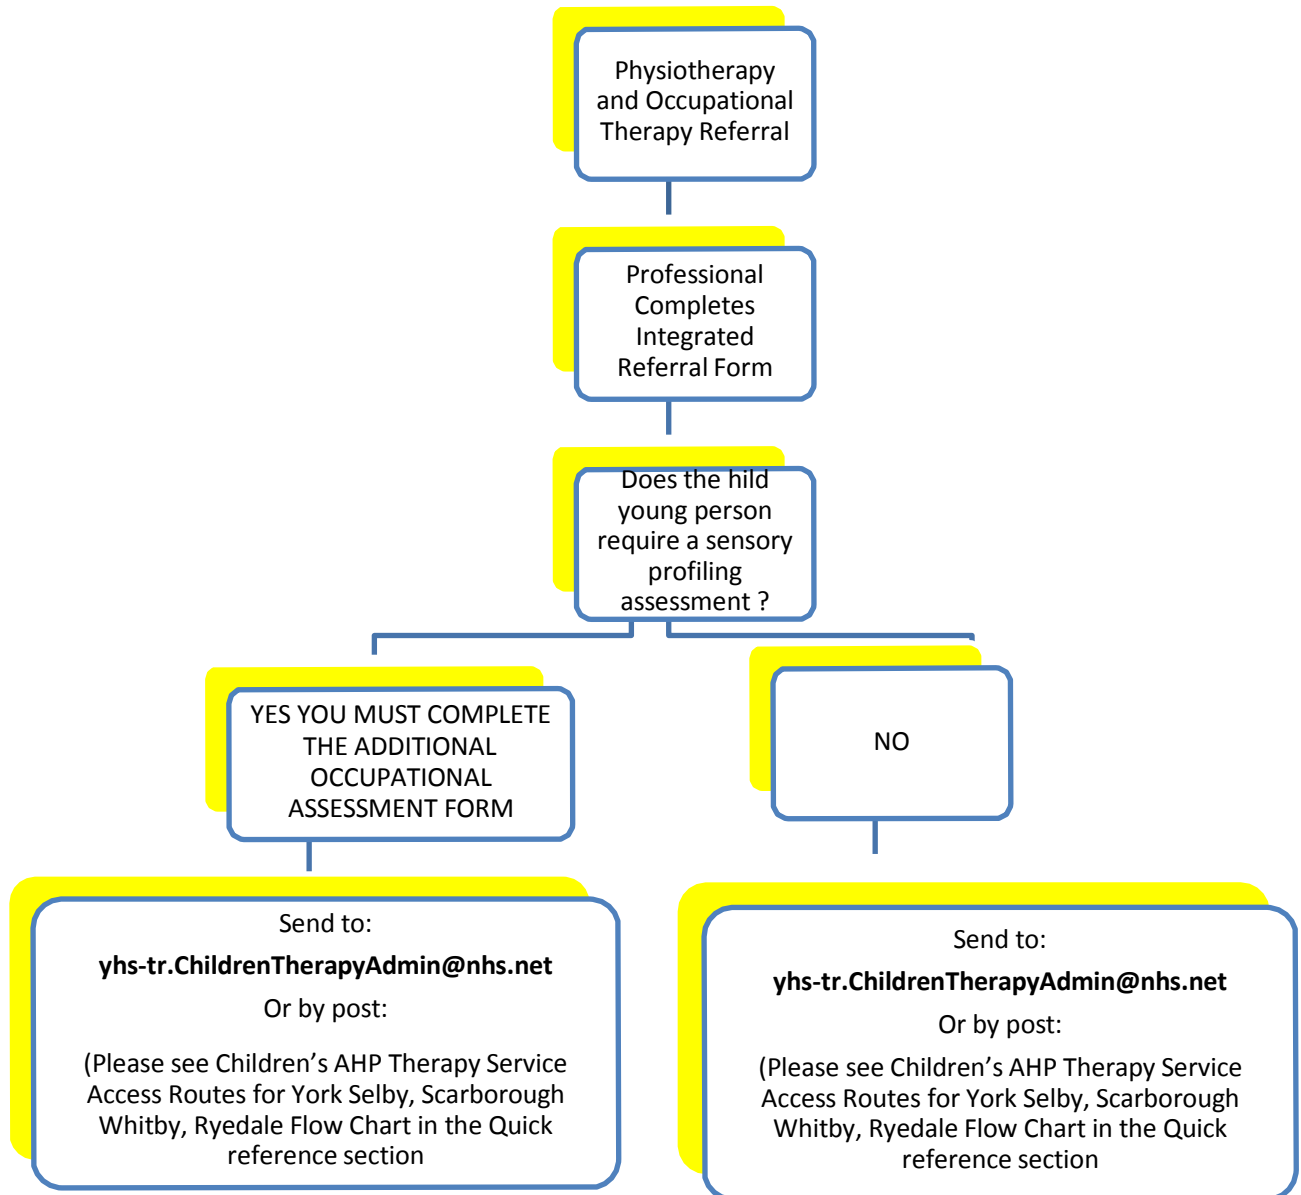 Physiotherapy
and Occupational
Therapy Referral
Professional
Completes
Integrated
Referral Form
Does the hild
young person
require a sensory
profiling
assessment ?
YES YOU MUST COMPLETE
THE ADDITIONAL
OCCUPATIONAL
ASSESSMENT FORM
NO
Send to:
yhs-tr.ChildrenTherapyAdmin@nhs.net
Or by post:
(Please see Children’s AHP Therapy Service
Access Routes for York Selby, Scarborough
Whitby, Ryedale Flow Chart in the Quick
reference section
Send to:
yhs-tr.ChildrenTherapyAdmin@nhs.net
Or by post:
(Please see Children’s AHP Therapy Service
Access Routes for York Selby, Scarborough
Whitby, Ryedale Flow Chart in the Quick
reference section